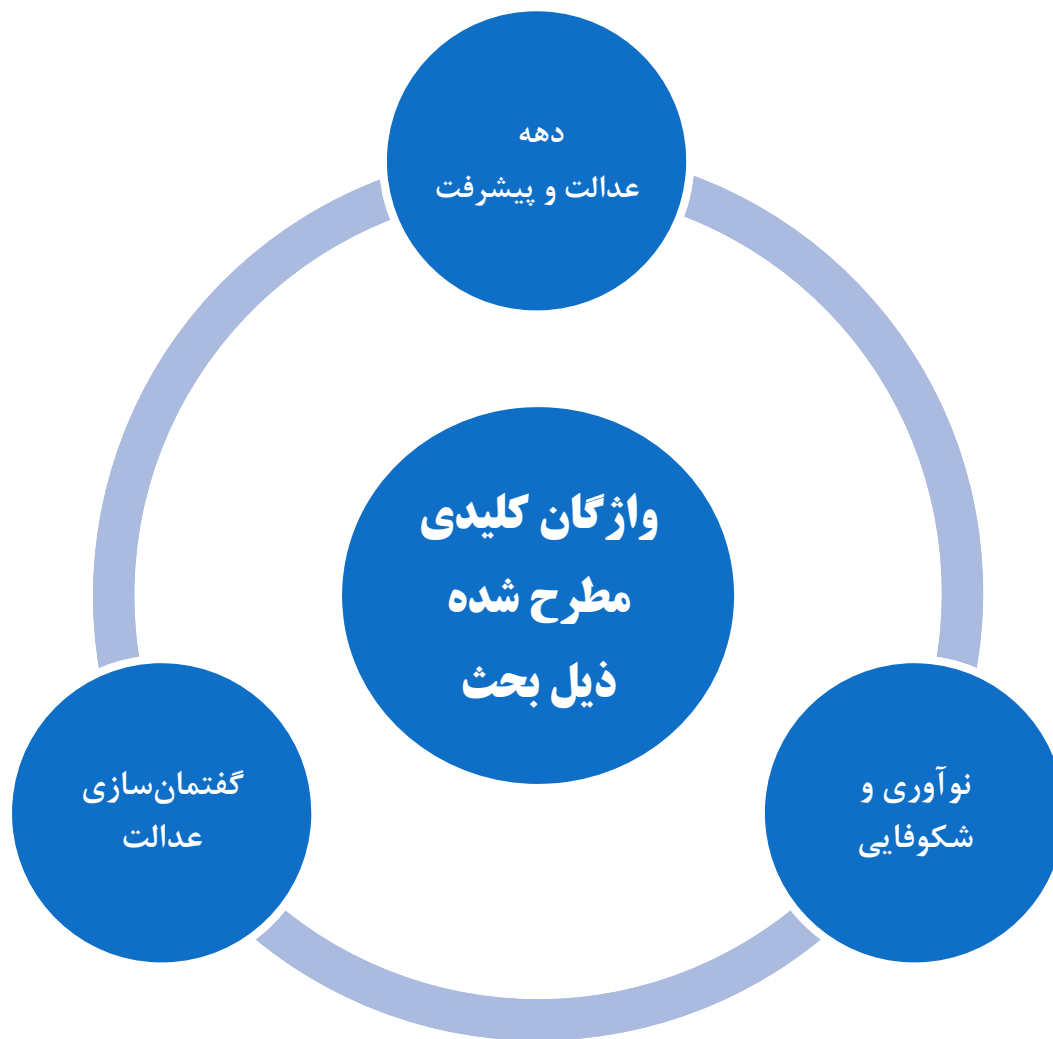 دهه
عدالت و پیشرفت
واژگان کلیدی
مطرح شده
ذیل بحث
نوآوری و
شکوفایی
گفتمان‌سازی
عدالت